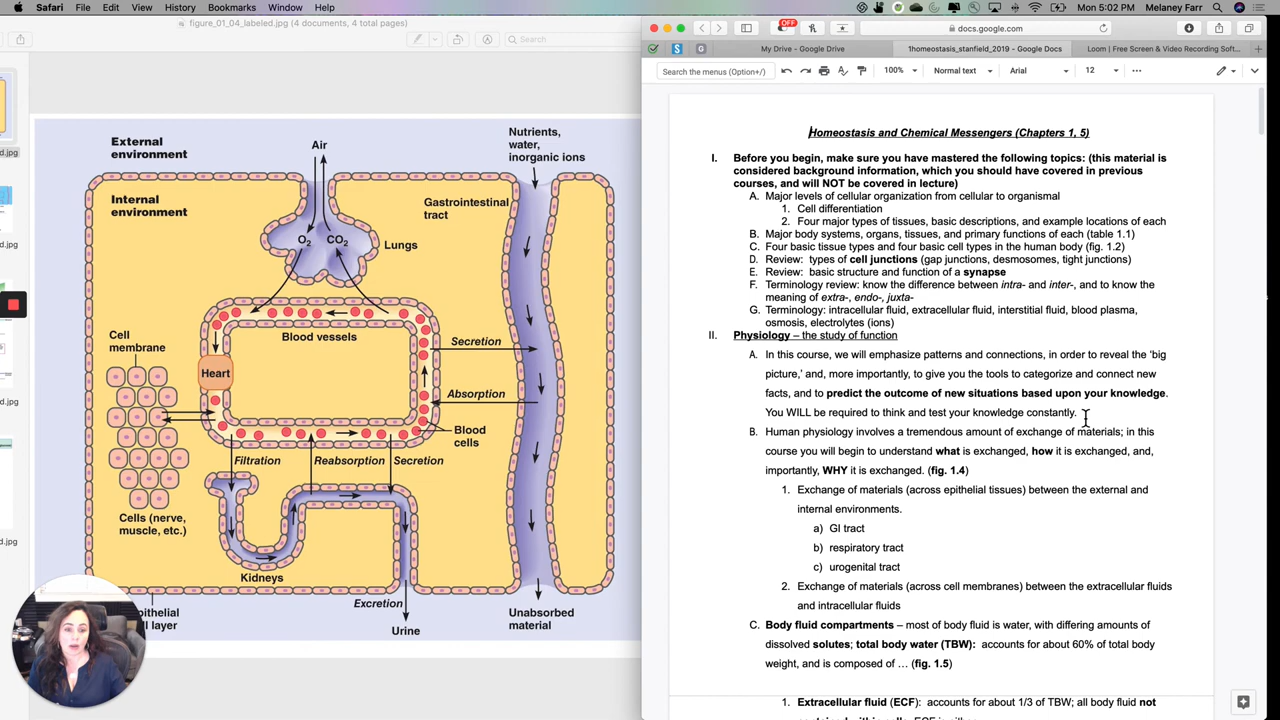 Safari File Edit View History Bookmarks Window Help
Mon 5:02 PM Melaney Farr
figure_01_04_labeled.jpg (4 documents, 4 total pages)
Search
OFF
docs.google.com
My Drive - Google Drive
1homeostasis_stanfield_2019 - Google Docs
Loom | Free Screen & Video Recording Soft...
Search the menus (Option+/)
100%
Normal text
Arial
12
d.jpg
d.jpg
d.jpg
d.jpg
External
environment
Internal
environment
Air
Nutrients,
water,
inorganic ions
Gastrointestinal
tract
O2
CO2
Lungs
Cell
membrane
Blood vessels
Secretion
Heart
Absorption
Blood
cells
Filtration
Reabsorption
Secretion
Cells (nerve,
muscle, etc.)
Kidneys
Excretion
Urine
Unabsorbed
material
ithelial
ll layer
Homeostasis and Chemical Messengers (Chapters 1, 5)
I. Before you begin, make sure you have mastered the following topics: (this material is
considered background information, which you should have covered in previous
courses, and will NOT be covered in lecture)
A. Major levels of cellular organization from cellular to organismal
1. Cell differentiation
2. Four major types of tissues, basic descriptions, and example locations of each
B. Major body systems, organs, tissues, and primary functions of each (table 1.1)
C. Four basic tissue types and four basic cell types in the human body (fig. 1.2)
D. Review: types of cell junctions (gap junctions, desmosomes, tight junctions)
E. Review: basic structure and function of a synapse
F. Terminology review: know the difference between intra- and inter-, and to know the
meaning of extra-, endo-, juxta-
G. Terminology: intracellular fluid, extracellular fluid, interstitial fluid, blood plasma,
osmosis, electrolytes (ions)
II. Physiology – the study of function
A. In this course, we will emphasize patterns and connections, in order to reveal the 'big
picture,' and, more importantly, to give you the tools to categorize and connect new
facts, and to predict the outcome of new situations based upon your knowledge.
You WILL be required to think and test your knowledge constantly.
B. Human physiology involves a tremendous amount of exchange of materials; in this
course you will begin to understand what is exchanged, how it is exchanged, and,
importantly, WHY it is exchanged. (fig. 1.4)
1. Exchange of materials (across epithelial tissues) between the external and
internal environments.
a) GI tract
b) respiratory tract
c) urogenital tract
2. Exchange of materials (across cell membranes) between the extracellular fluids
and intracellular fluids
C. Body fluid compartments – most of body fluid is water, with differing amounts of
dissolved solutes; total body water (TBW): accounts for about 60% of total body
weight, and is composed of … (fig. 1.5)
1. Extracellular fluid (ECF): accounts for about 1/3 of TBW; all body fluid not